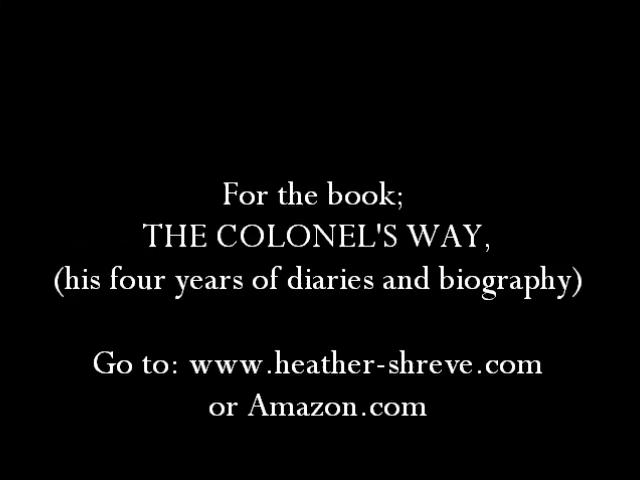 For the book;
THE COLONEL'S WAY,
(his four years of diaries and biography)
Go to: www.heather-shreve.com
or Amazon.com